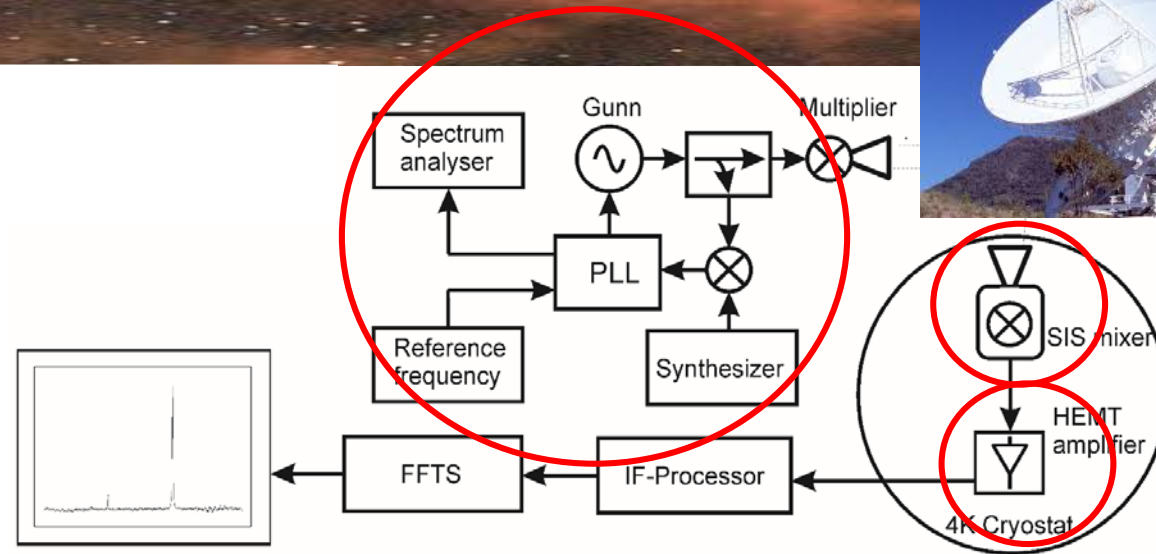 Gunn
Multiplier
Spectrum
analyser
PLL
Reference
frequency
Synthesizer
SIS mixer
HEMT
amplifier
FFTS
IF-Processor
4K Cryostat